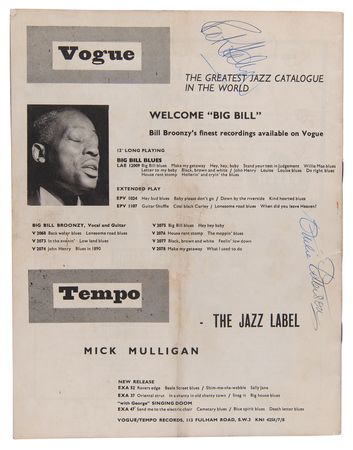 Vogue
THE GREATEST JAZZ CATALOGUE
IN THE WORLD
WELCOME "BIG BILL"
Bill Broonzy's finest recordings available on Vogue
12" LONG PLAYING
BIG BILL BLUES
LAE 12009 Big Bill blues Make my getaway Hey, hey, baby Stand your test in judgement Willie Mae blues
Letter to my baby Black, brown and white / John Henry Louise Louise blues Do right blues
House rent stomp Hollerin' and cryin' the blues
EXTENDED PLAY
EPV 1024 Hey bud blues Baby please don't go / Down by the riverside Kind hearted blues
EPV 1107 Guitar Shuffle Coal black Curley / Lonesome road blues When did you leave Heaven?
BIG BILL BROONZY, Vocal and Guitar
V 2068 Back water blues Lonesome road blues
V 2073 In the evenin' Low land blues
V 2074 John Henry Blues in 1890
V 2075 Big Bill blues Hey hey baby
V 2076 House rent stomp The moppin' blues
V 2077 Black, brown and white Feelin' low down
V 2078 Make my getaway What I used to do
Tempo
- THE JAZZ LABEL
MICK MULLIGAN
NEW RELEASE
EXA 52 Rovers edge Beale Street blues / Shim-me-sha-wabble Sally Jane
EXA 37 Oriental strut In a shanty in old shanty town / Snag it Big house blues
"with George" SINGING DOOM
EXA 47 Send me to the electric chair Cemetary blues / Blue spirit blues Death letter blues
VOGUE/TEMPO RECORDS, 113 FULHAM ROAD, S.W.3 KNI 4256/7/8